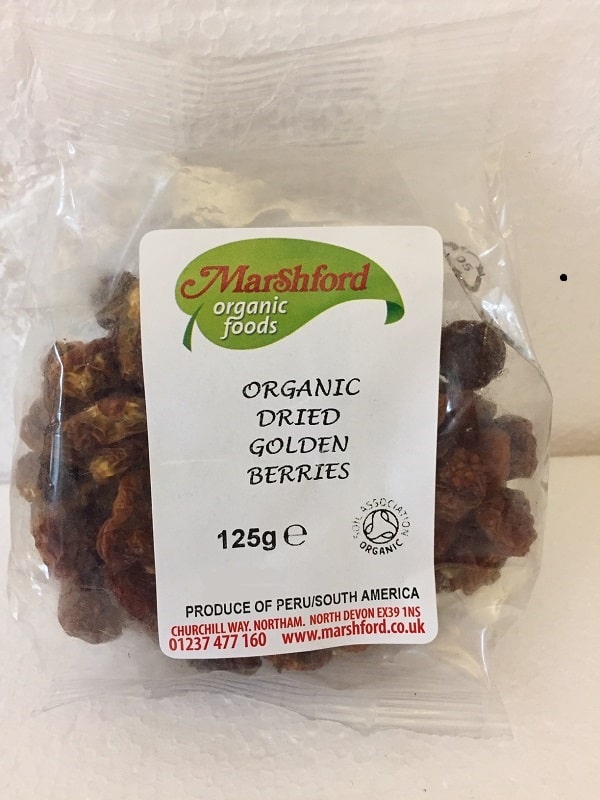 Marshford
organic
foods
ORGANIC
DRIED
GOLDEN
BERRIES
125g ℮
SOIL ASSOCIATION
ORGANIC
PRODUCE OF PERU/SOUTH AMERICA
CHURCHILL WAY. NORTHAM. NORTH DEVON EX39 1NS
01237 477 160 www.marshford.co.uk